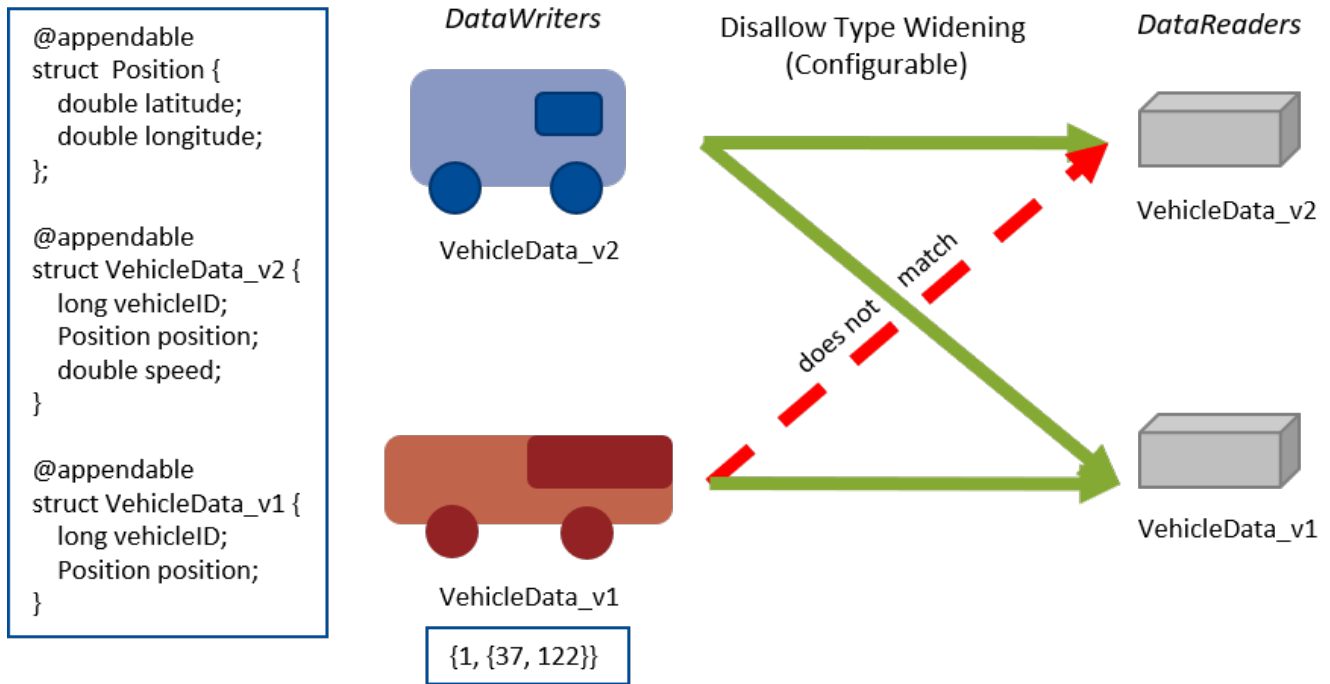 @appendable
struct  Position {
double latitude;
double longitude;
};
@appendable
struct VehicleData_v2 {
long vehicleID;
Position position;
double speed;
}
@appendable
struct VehicleData_v1 {
long vehicleID;
Position position;
}
DataWriters
VehicleData_v2
VehicleData_v1
{1, {37, 122}}
Disallow Type Widening
(Configurable)
does not match
DataReaders
VehicleData_v2
VehicleData_v1